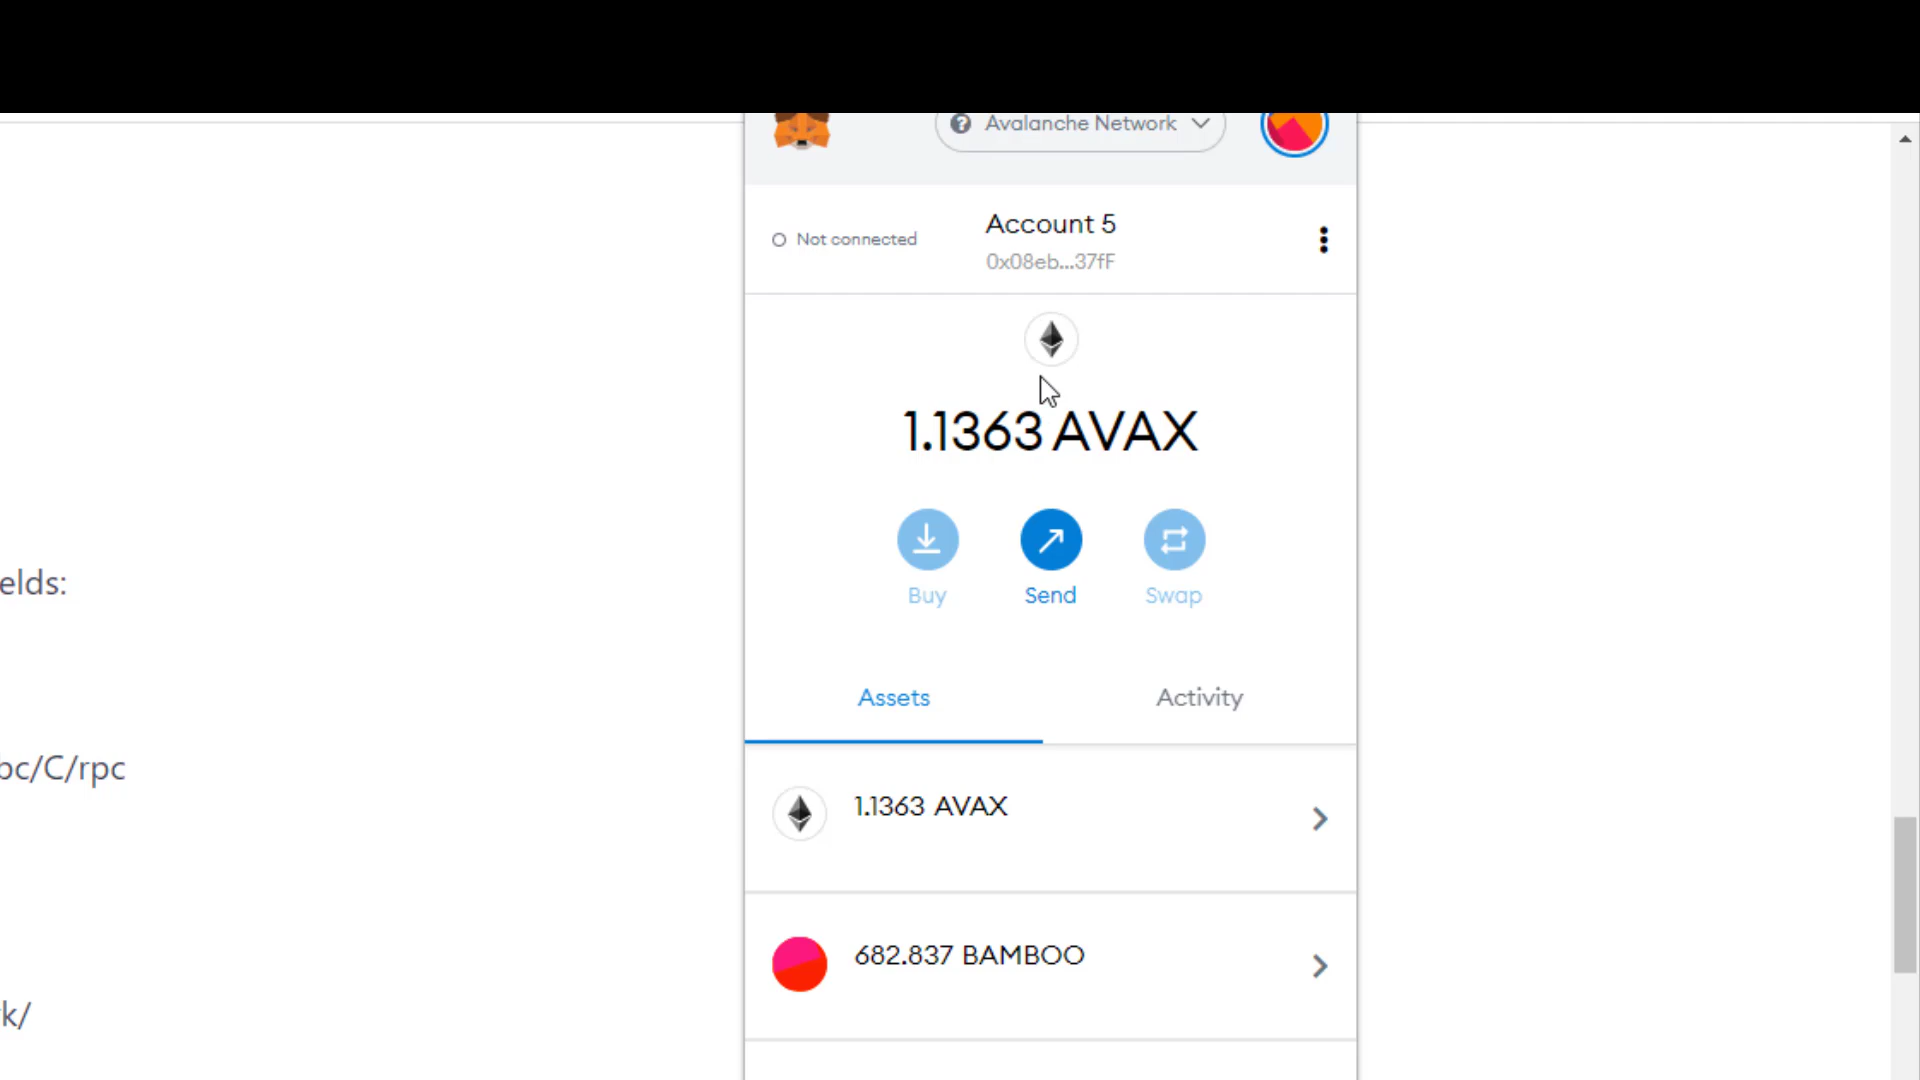 Avalanche Network
Not connected
Account 5
0x08eb...37fF
1.1363 AVAX
Buy
Send
Swap
elds:
Assets
Activity
bc/C/rpc
1.1363 AVAX
682.837 BAMBOO
k/